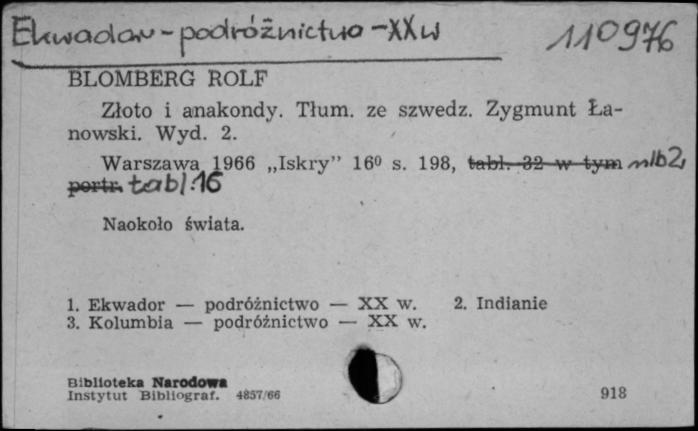 Ekwador - podróżnictwo - XX w
110976
BLOMBERG ROLF
Złoto i anakondy. Tłum. ze szwedz. Zygmunt Ła-
nowski. Wyd. 2.
Warszawa 1966 „Iskry” 16⁰ s. 198, tabl. 32 w tym nlb 2,
portr. tabl. 16
Naokoło świata.
1. Ekwador — podróżnictwo — XX w. 2. Indianie
3. Kolumbia — podróżnictwo — XX w.
Biblioteka Narodowa
Instytut Bibliograf. 4857/66
918